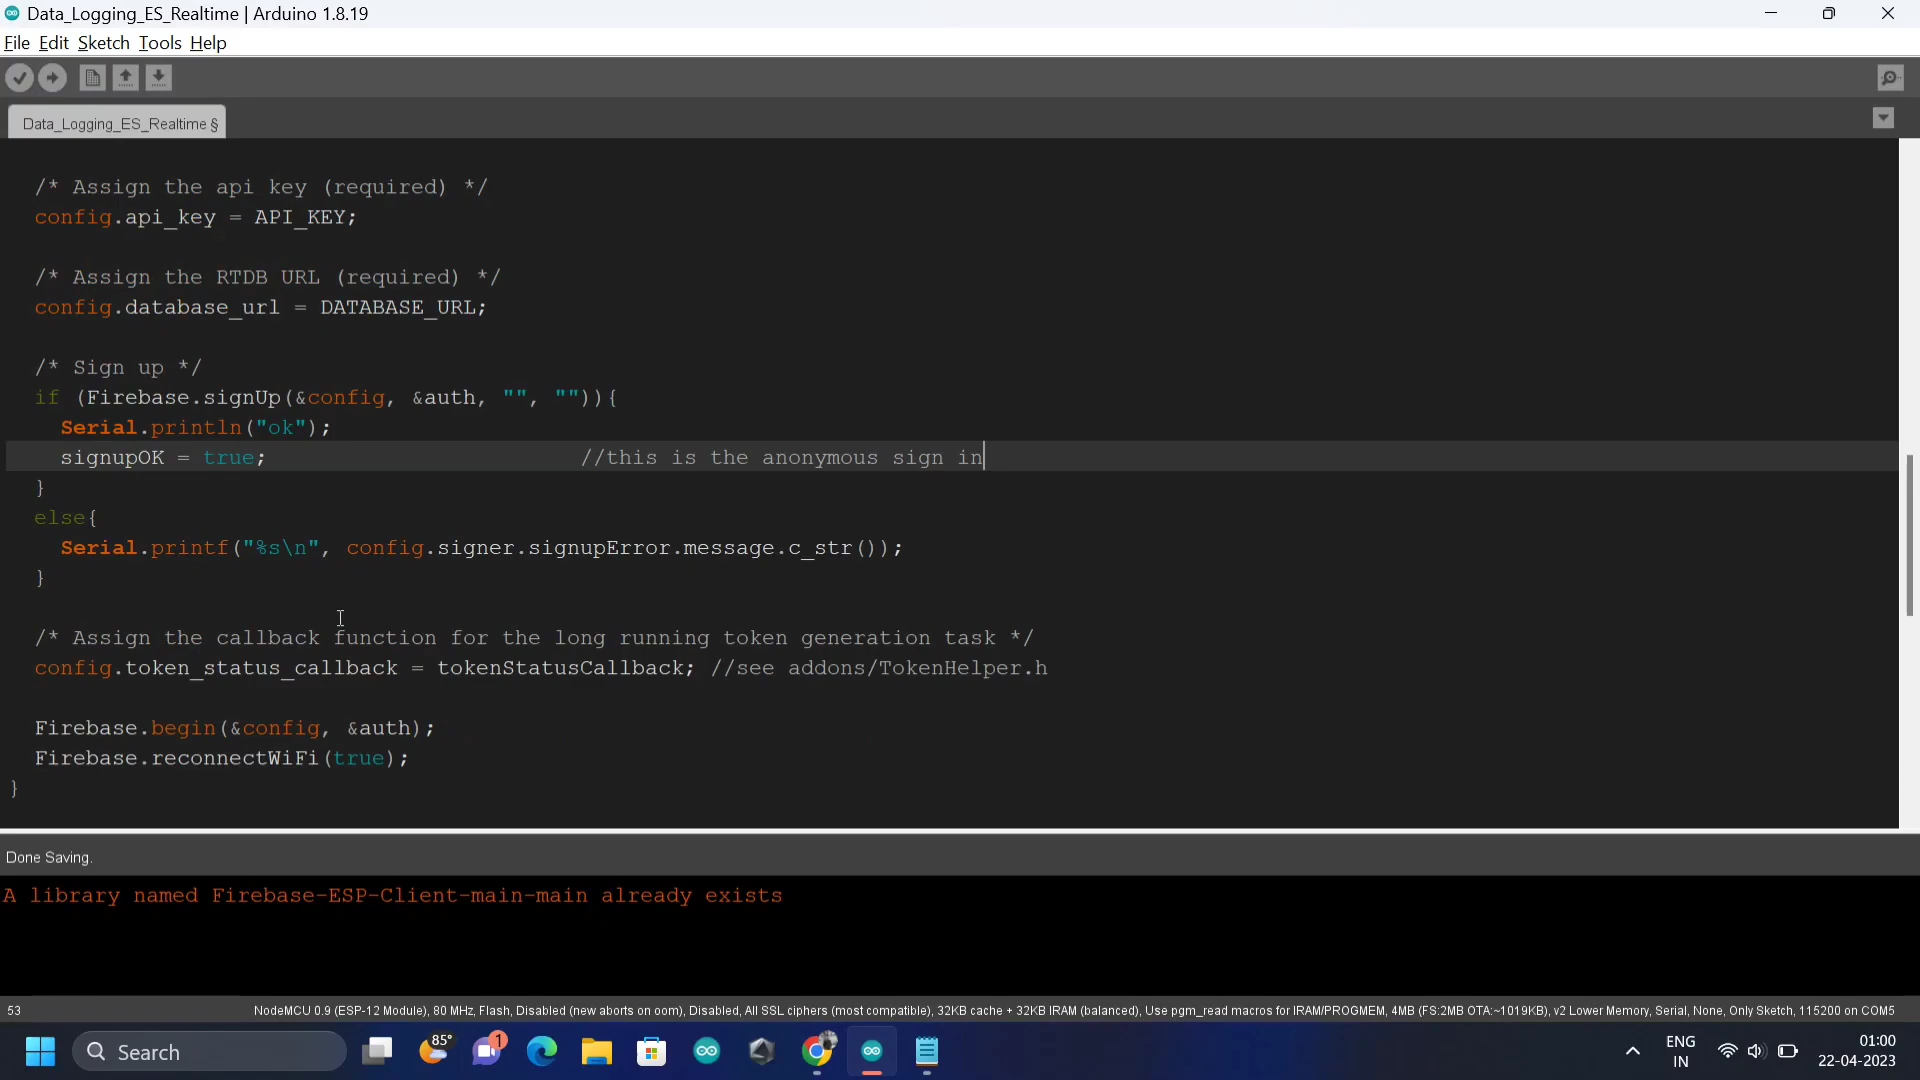 Data_Logging_ES_Realtime | Arduino 1.8.19
File Edit Sketch Tools Help
Data_Logging_ES_Realtime §
/* Assign the api key (required) */
config.api_key = API_KEY;
/* Assign the RTDB URL (required) */
config.database_url = DATABASE_URL;
/* Sign up */
if (Firebase.signUp(&config, &auth, "", "")){
Serial.println("ok");
signupOK = true; //this is the anonymous sign in
}
else{
Serial.printf("%s\n", config.signer.signupError.message.c_str());
}
/* Assign the callback function for the long running token generation task */
config.token_status_callback = tokenStatusCallback; //see addons/TokenHelper.h
Firebase.begin(&config, &auth);
Firebase.reconnectWiFi(true);
}
Done Saving.
A library named Firebase-ESP-Client-main-main already exists
53 NodeMCU 0.9 (ESP-12 Module), 80 MHz, Flash, Disabled (new aborts on oom), Disabled, All SSL ciphers (most compatible), 32KB cache + 32KB IRAM (balanced), Use pgm_read macros for IRAM/PROGMEM, 4MB (FS:2MB OTA:~1019KB), v2 Lower Memory, Serial, None, Only Sketch, 115200 on COM5
Search
85°
1
ENG
IN
01:00
22-04-2023